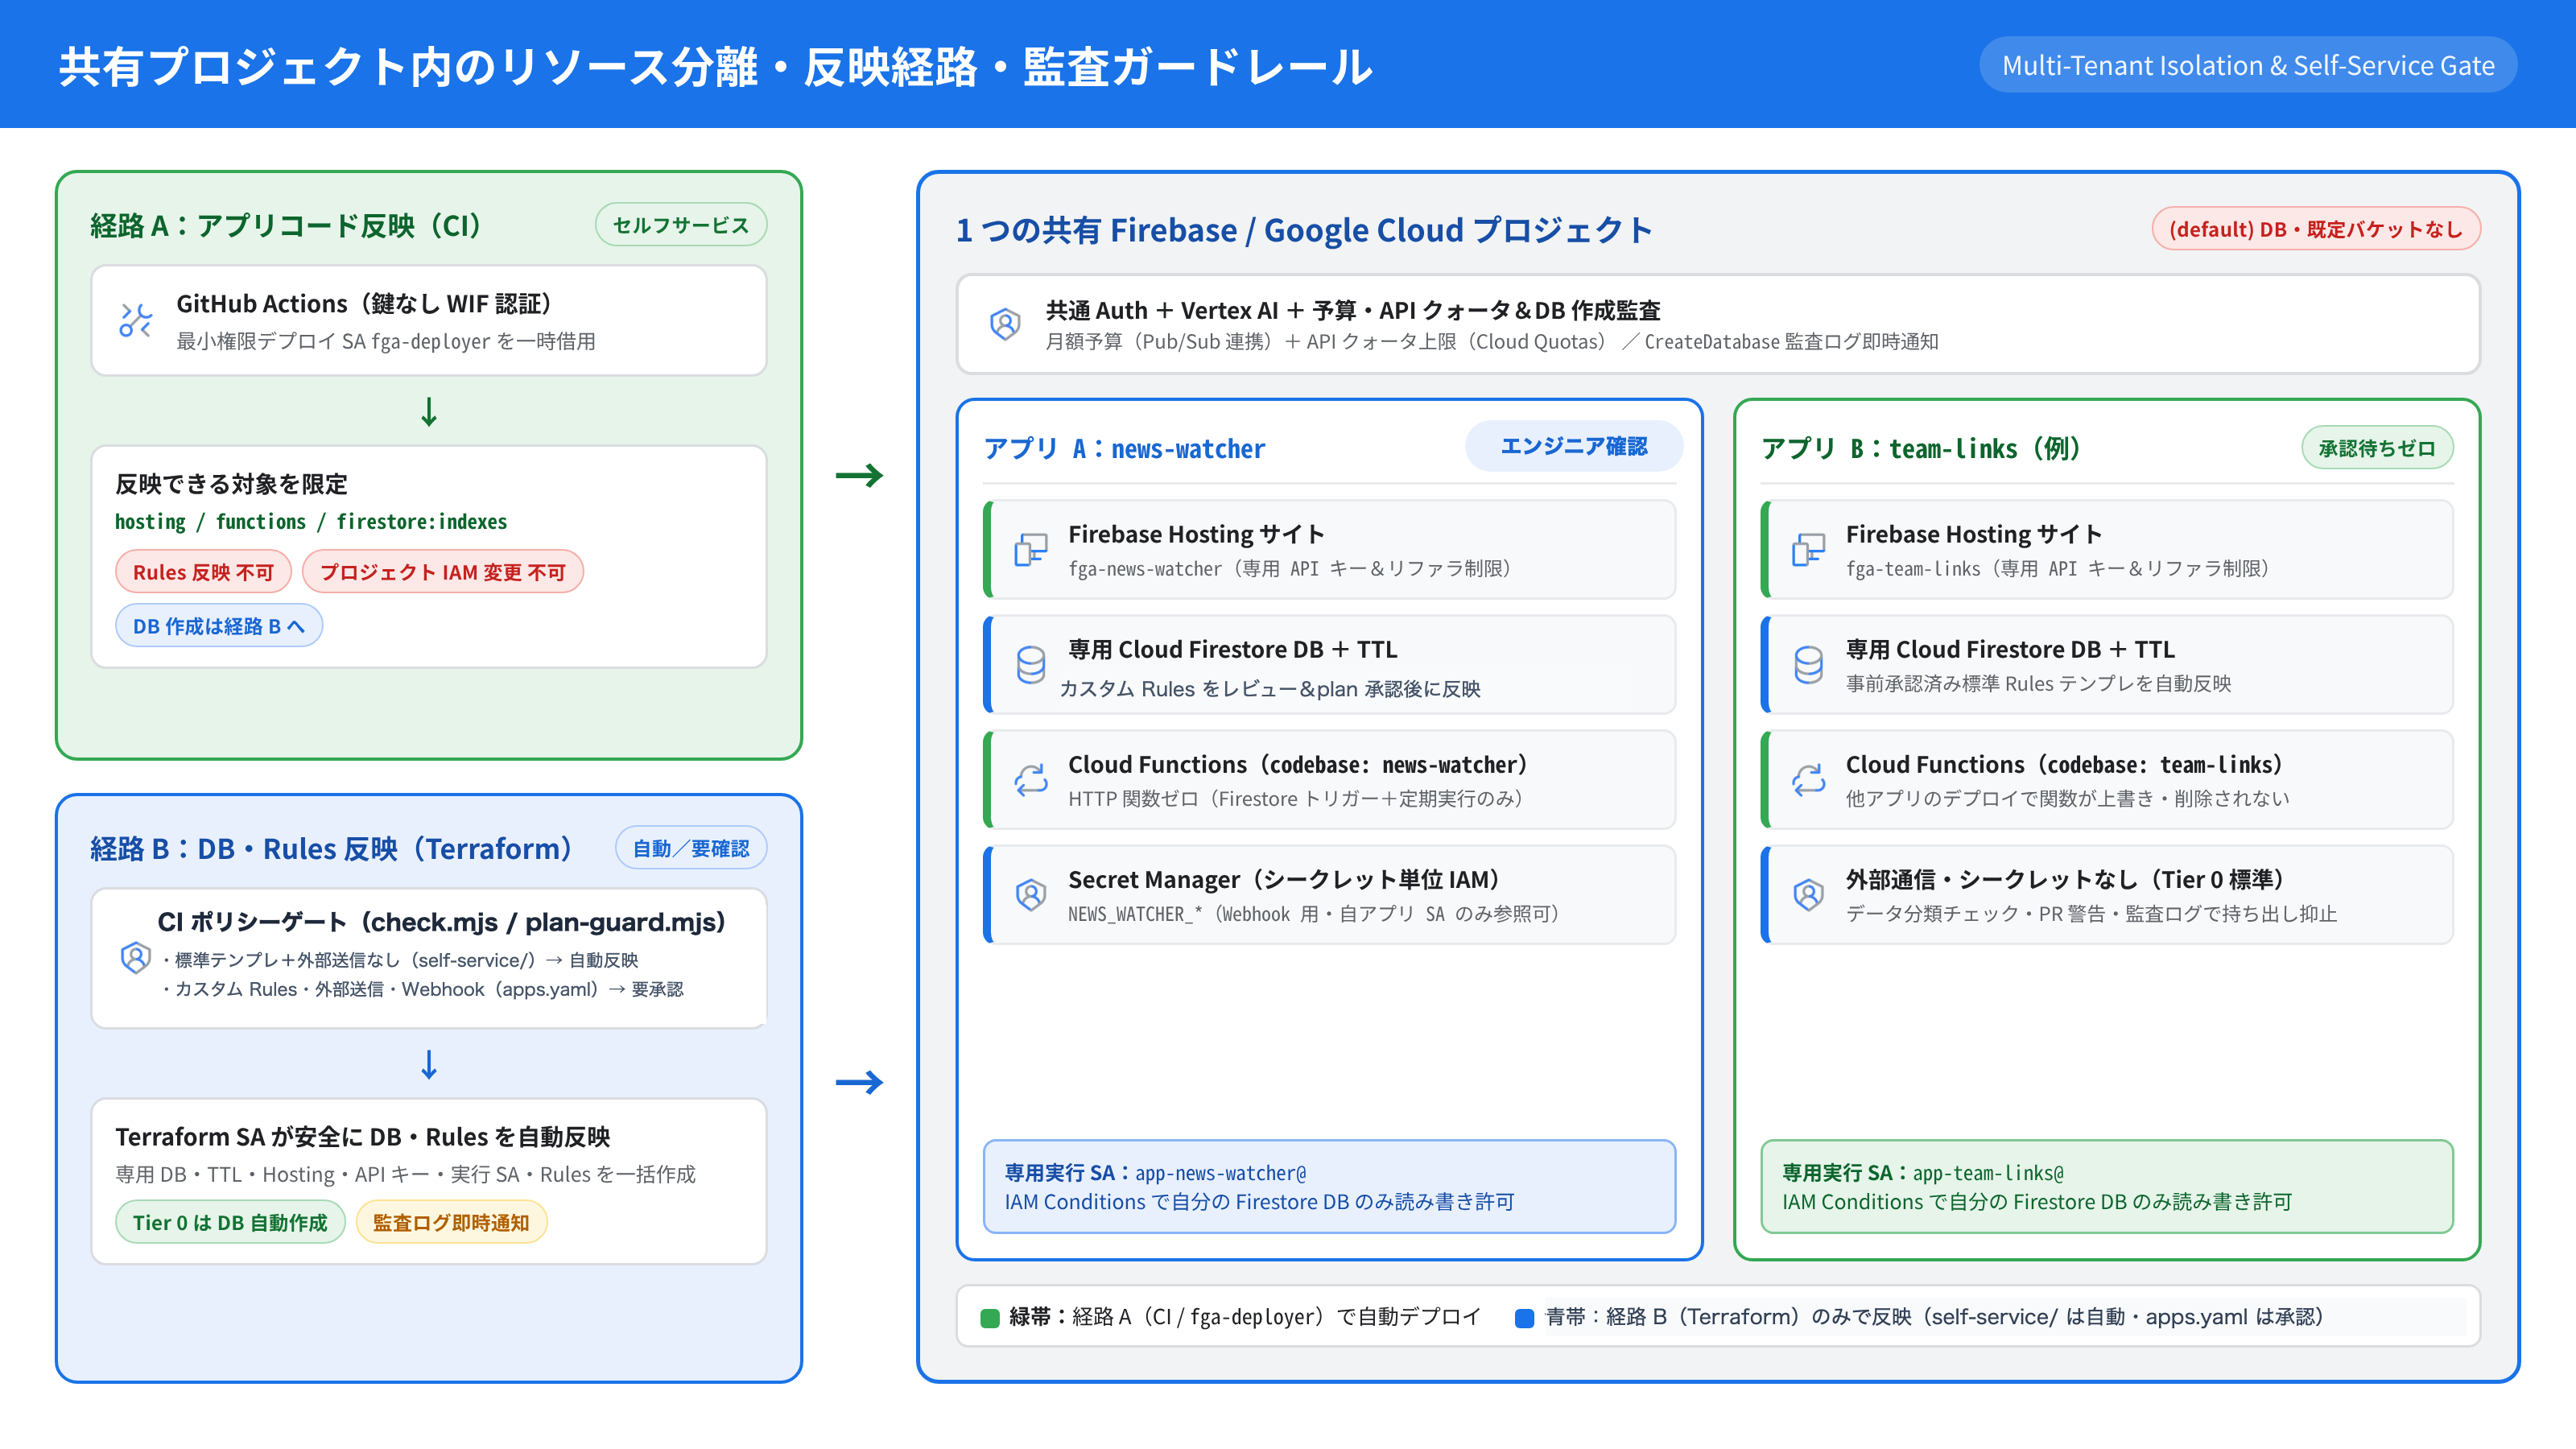 共有プロジェクト内のリソース分離・反映経路・監査ガードレール
Multi-Tenant Isolation & Self-Service Gate
経路 A：アプリコード反映（CI）
セルフサービス
GitHub Actions（鍵なし WIF 認証）
最小権限デプロイ SA fga-deployer を一時借用
↓
反映できる対象を限定
hosting / functions / firestore:indexes
Rules 反映 不可
プロジェクト IAM 変更 不可
DB 作成は経路 B へ
→
経路 B：DB・Rules 反映（Terraform）
自動／要確認
CI ポリシーゲート（check.mjs / plan-guard.mjs）
・標準テンプレ＋外部送信なし（self-service/）→ 自動反映
・カスタム Rules・外部送信・Webhook（apps.yaml）→ 要承認
↓
Terraform SA が安全に DB・Rules を自動反映
専用 DB・TTL・Hosting・API キー・実行 SA・Rules を一括作成
Tier 0 は DB 自動作成
監査ログ即時通知
→
1 つの共有 Firebase / Google Cloud プロジェクト
(default) DB・既定バケットなし
共通 Auth ＋ Vertex AI ＋ 予算・API クォータ＆DB 作成監査
月額予算（Pub/Sub 連携）＋ API クォータ上限（Cloud Quotas） ／ CreateDatabase 監査ログ即時通知
アプリ A：news-watcher
エンジニア確認
Firebase Hosting サイト
fga-news-watcher（専用 API キー＆リファラ制限）
専用 Cloud Firestore DB ＋ TTL
カスタム Rules をレビュー＆plan 承認後に反映
Cloud Functions（codebase: news-watcher）
HTTP 関数ゼロ（Firestore トリガー＋定期実行のみ）
Secret Manager（シークレット単位 IAM）
NEWS_WATCHER_*（Webhook 用・自アプリ SA のみ参照可）
専用実行 SA：app-news-watcher@
IAM Conditions で自分の Firestore DB のみ読み書き許可
アプリ B：team-links（例）
承認待ちゼロ
Firebase Hosting サイト
fga-team-links（専用 API キー＆リファラ制限）
専用 Cloud Firestore DB ＋ TTL
事前承認済み標準 Rules テンプレを自動反映
Cloud Functions（codebase: team-links）
他アプリのデプロイで関数が上書き・削除されない
外部通信・シークレットなし（Tier 0 標準）
データ分類チェック・PR 警告・監査ログで持ち出し抑止
専用実行 SA：app-team-links@
IAM Conditions で自分の Firestore DB のみ読み書き許可
緑帯：経路 A（CI / fga-deployer）で自動デプロイ
青帯：経路 B（Terraform）のみで反映（self-service/ は自動・apps.yaml は承認）